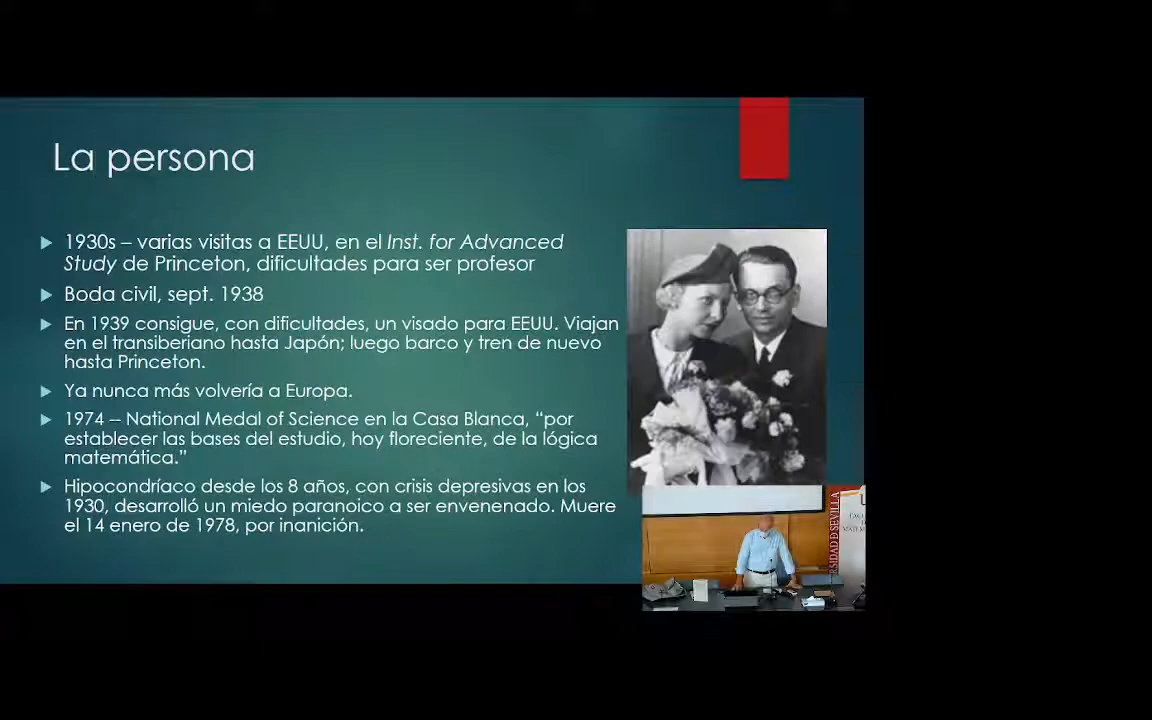 La persona
1930s – varias visitas a EEUU, en el Inst. for Advanced
Study de Princeton, dificultades para ser profesor
Boda civil, sept. 1938
En 1939 consigue, con dificultades, un visado para EEUU. Viajan
en el transiberiano hasta Japón; luego barco y tren de nuevo
hasta Princeton.
Ya nunca más volvería a Europa.
1974 -- National Medal of Science en la Casa Blanca, “por
establecer las bases del estudio, hoy floreciente, de la lógica
matemática.”
Hipocondríaco desde los 8 años, con crisis depresivas en los
1930, desarrolló un miedo paranoico a ser envenenado. Muere
el 14 enero de 1978, por inanición.
RSIDAD D SEVILLA